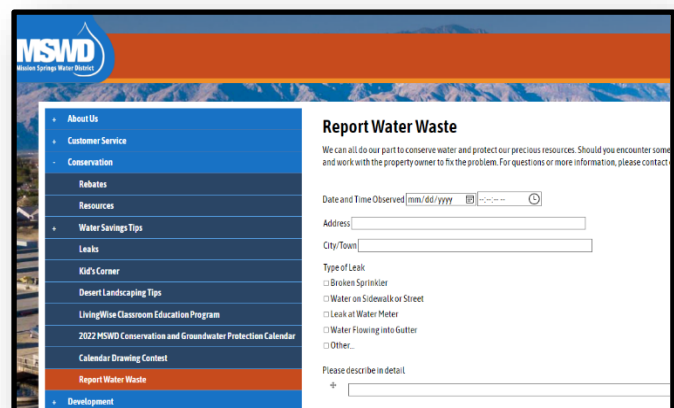 MSWD
Mission Springs Water District
+ About Us
+ Customer Service
- Conservation
Rebates
Resources
+ Water Savings Tips
Leaks
Kid's Corner
Desert Landscaping Tips
LivingWise Classroom Education Program
2022 MSWD Conservation and Groundwater Protection Calendar
Calendar Drawing Contest
Report Water Waste
+ Development
Report Water Waste
We can all do our part to conserve water and protect our precious resources. Should you encounter some
and work with the property owner to fix the problem. For questions or more information, please contact
Date and Time Observed mm/dd/yyyy --:-- --
Address
City/Town
Type of Leak
Broken Sprinkler
Water on Sidewalk or Street
Leak at Water Meter
Water Flowing into Gutter
Other...
Please describe in detail